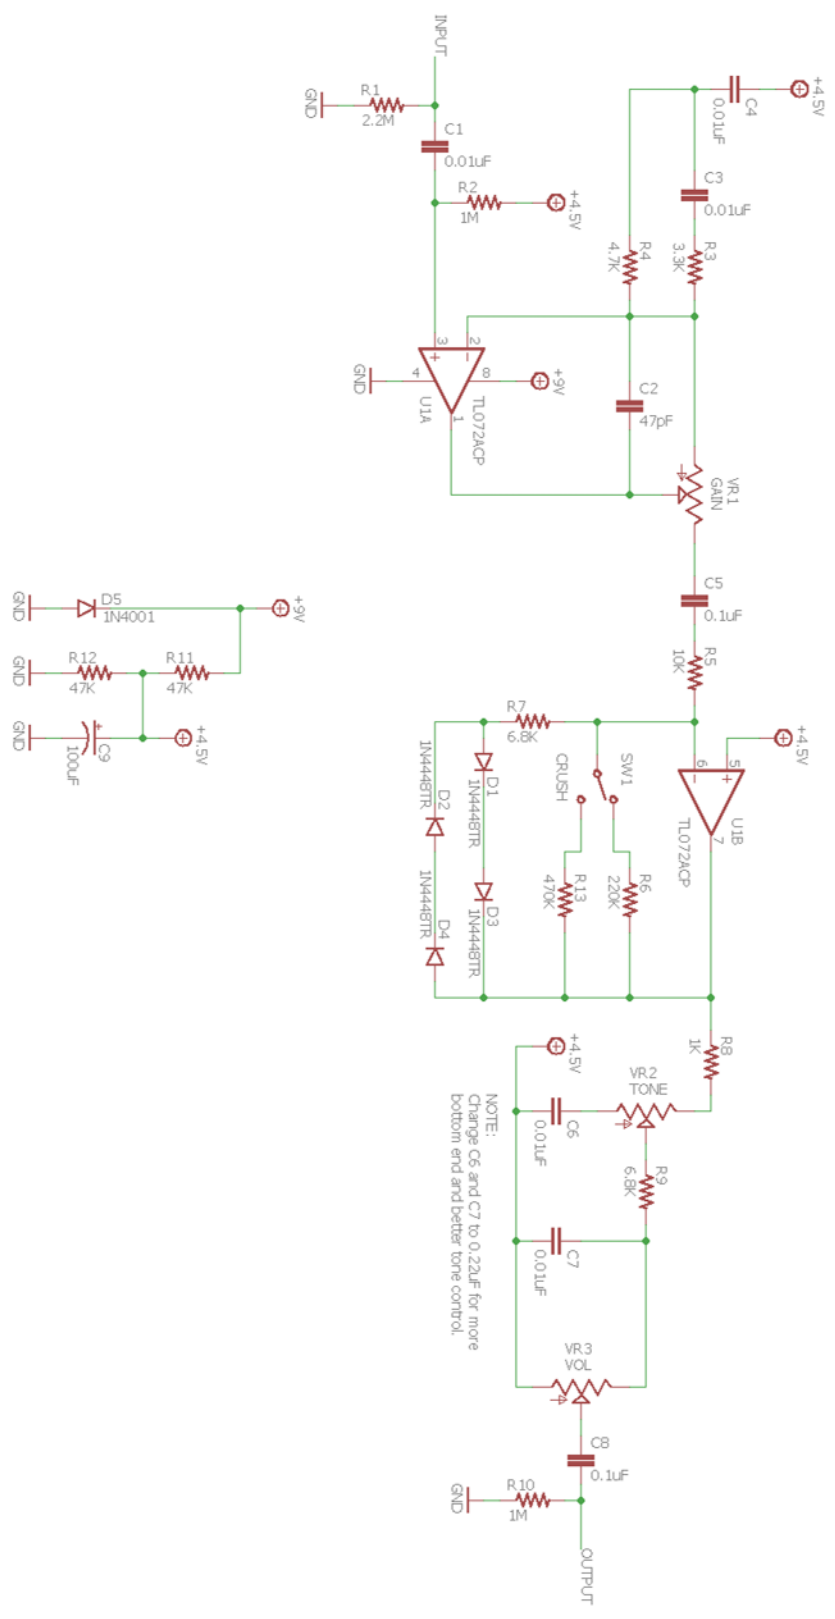 INPUT
R1
2.2M
GND
C1
0.01uF
R2
1M
+4.5V
+4.5V
C4
0.01uF
C3
0.01uF
R4
4.7K
R3
3.3K
3
2
+
-
4
8
GND
+9V
U1A
1
TL072ACP
C2
47pF
VR1
GAIN
C5
0.1uF
R5
10K
GND
D5
1N4001
+9V
GND
R12
47K
R11
47K
GND
C9
100uF
+
+4.5V
R7
6.8K
SW1
CRUSH
D1
1N4448TR
D2
1N4448TR
D3
1N4448TR
D4
1N4448TR
R13
470K
R6
220K
+4.5V
6
5
-
+
U1B
7
TL072ACP
R8
1K
+4.5V
VR2
TONE
C6
0.01uF
R9
6.8K
C7
0.01uF
NOTE:
Change C6 and C7 to 0.22uF for more
bottom end and better tone control.
VR3
VOL
C8
0.1uF
GND
R10
1M
OUTPUT